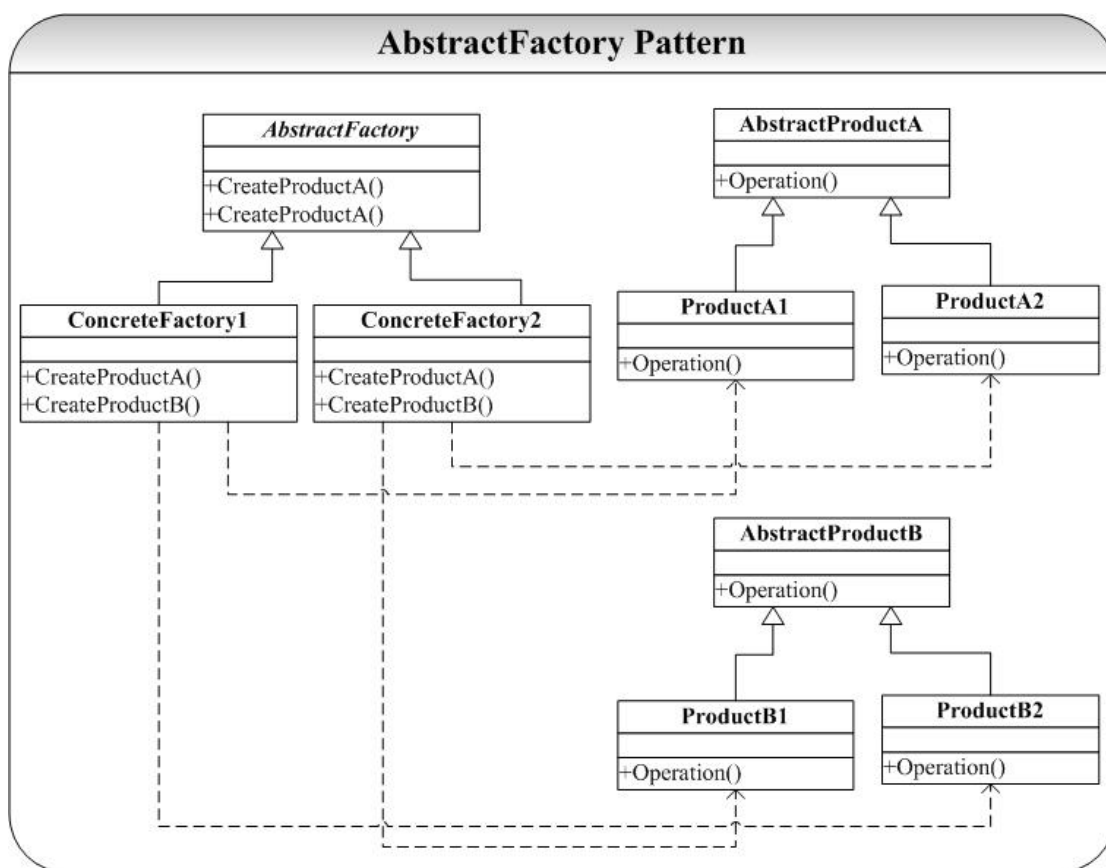 AbstractFactory Pattern
AbstractFactory
+CreateProductA()
+CreateProductA()
AbstractProductA
+Operation()
ConcreteFactory1
+CreateProductA()
+CreateProductB()
ConcreteFactory2
+CreateProductA()
+CreateProductB()
ProductA1
+Operation()
ProductA2
+Operation()
AbstractProductB
+Operation()
ProductB1
+Operation()
ProductB2
+Operation()